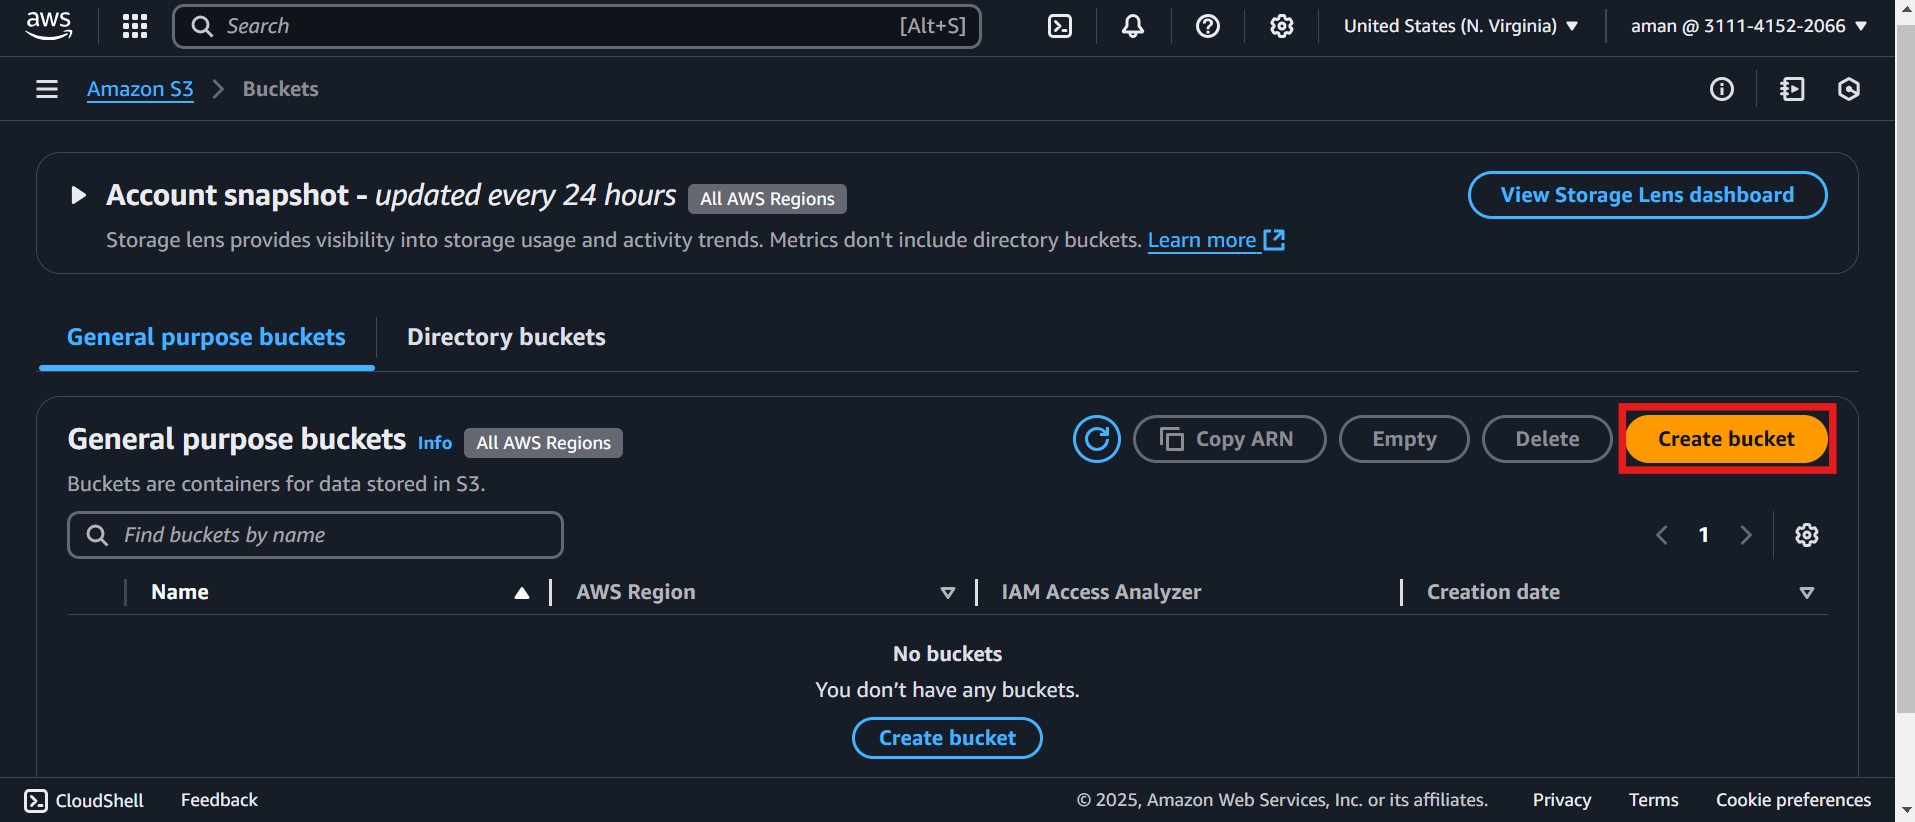 aws
Search [Alt+S]
United States (N. Virginia)
aman @ 3111-4152-2066
Amazon S3
Buckets
Account snapshot - updated every 24 hours
All AWS Regions
View Storage Lens dashboard
Storage lens provides visibility into storage usage and activity trends. Metrics don't include directory buckets. Learn more
General purpose buckets
Directory buckets
General purpose buckets Info
All AWS Regions
Copy ARN
Empty
Delete
Create bucket
Buckets are containers for data stored in S3.
Find buckets by name
1
Name
AWS Region
IAM Access Analyzer
Creation date
No buckets
You don't have any buckets.
Create bucket
CloudShell
Feedback
© 2025, Amazon Web Services, Inc. or its affiliates.
Privacy
Terms
Cookie preferences